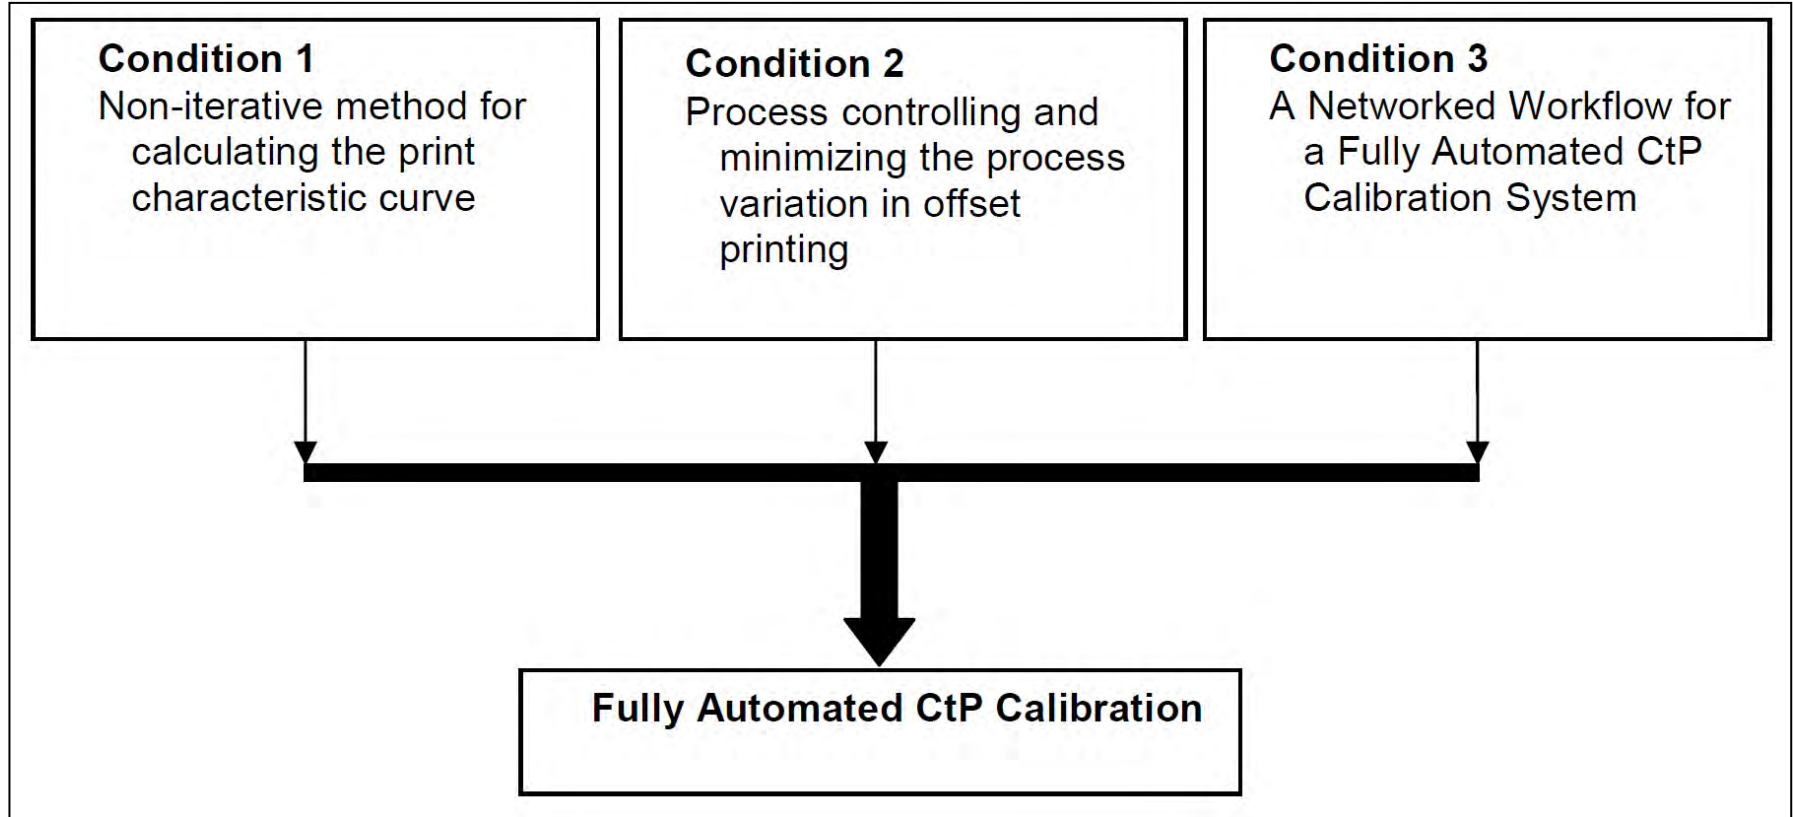 Condition 1
Non-iterative method for
calculating the print
characteristic curve
Condition 2
Process controlling and
minimizing the process
variation in offset
printing
Condition 3
A Networked Workflow for
a Fully Automated CtP
Calibration System
Fully Automated CtP Calibration